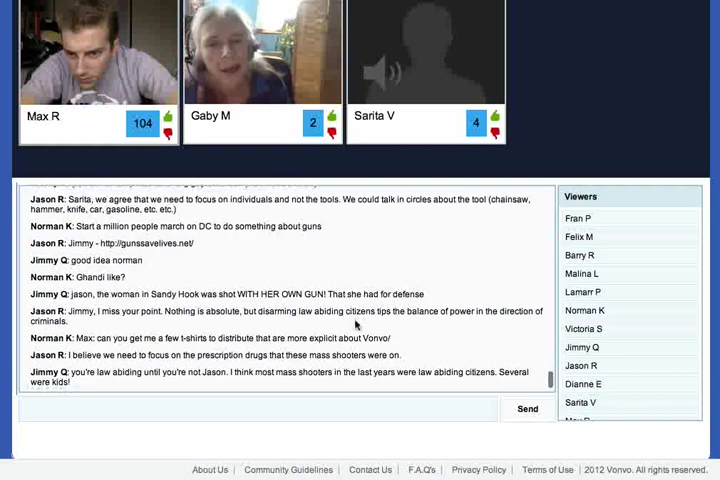 Max R
104
Gaby M
2
Sarita V
4
Jason R: Sarita, we agree that we need to focus on individuals and not the tools. We could talk in circles about the tool (chainsaw,
hammer, knife, car, gasoline, etc. etc.)
Norman K: Start a million people march on DC to do something about guns
Jason R: Jimmy - http://gunssavelives.net/
Jimmy Q: good idea norman
Norman K: Ghandi like?
Jimmy Q: jason, the woman in Sandy Hook was shot WITH HER OWN GUN! That she had for defense
Jason R: Jimmy, I miss your point. Nothing is absolute, but disarming law abiding citizens tips the balance of power in the direction of
criminals.
Norman K: Max: can you get me a few t-shirts to distribute that are more explicit about Vonvo/
Jason R: I believe we need to focus on the prescription drugs that these mass shooters were on.
Jimmy Q: you're law abiding until you're not Jason. I think most mass shooters in the last years were law abiding citizens. Several
were kids!
Send
Viewers
Fran P
Felix M
Barry R
Malina L
Lamarr P
Norman K
Victoria S
Jimmy Q
Jason R
Dianne E
Sarita V
Max R
About Us | Community Guidelines | Contact Us | F.A.Q's | Privacy Policy | Terms of Use | 2012 Vonvo. All rights reserved.